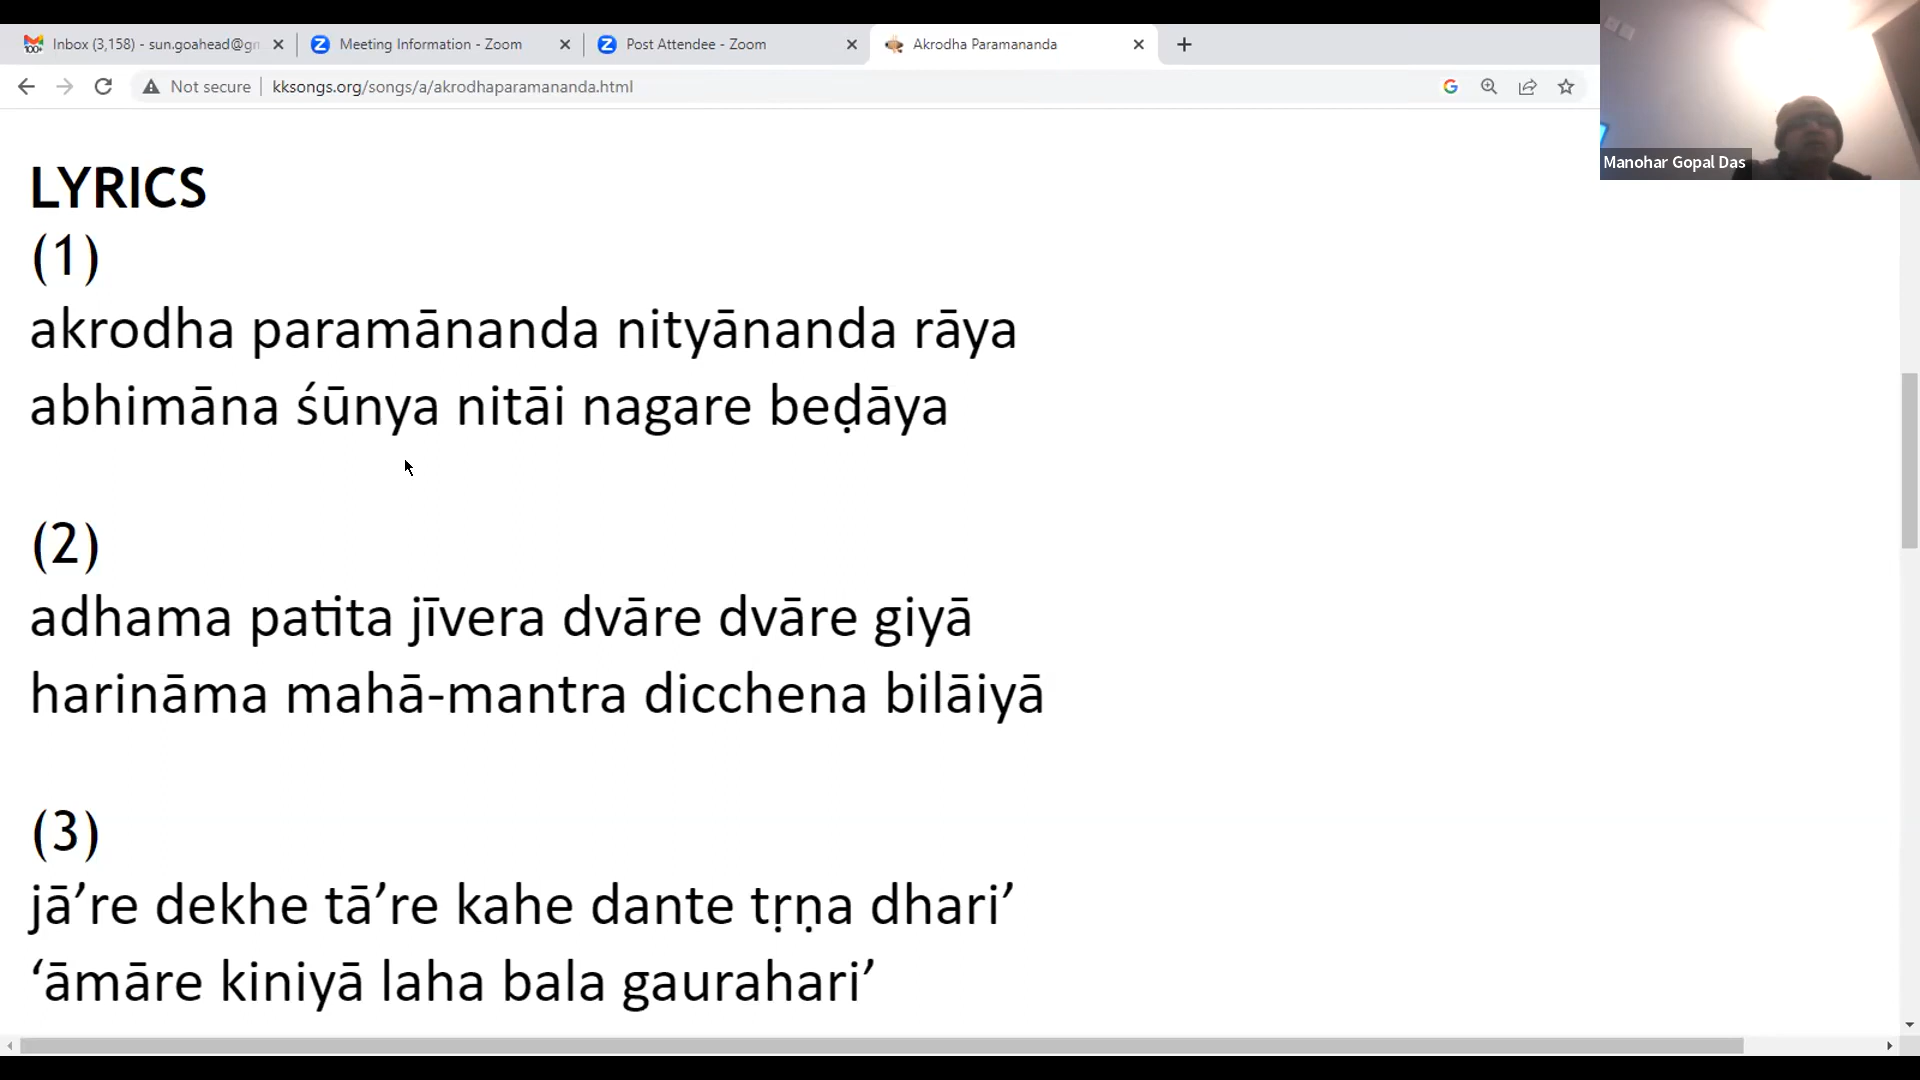 Inbox (3,158) - sun.goahead@gm
Meeting Information - Zoom
Post Attendee - Zoom
Akrodha Paramananda
Not secure
kksongs.org/songs/a/akrodhaparamananda.html
Manohar Gopal Das
LYRICS
(1)
akrodha paramānanda nityānanda rāya
abhimāna śūnya nitāi nagare beḍāya
(2)
adhama patita jīvera dvāre dvāre giyā
harināma mahā-mantra dicchena bilāiyā
(3)
jā’re dekhe tā’re kahe dante tṛṇa dhari’
‘āmāre kiniyā laha bala gaurahari’